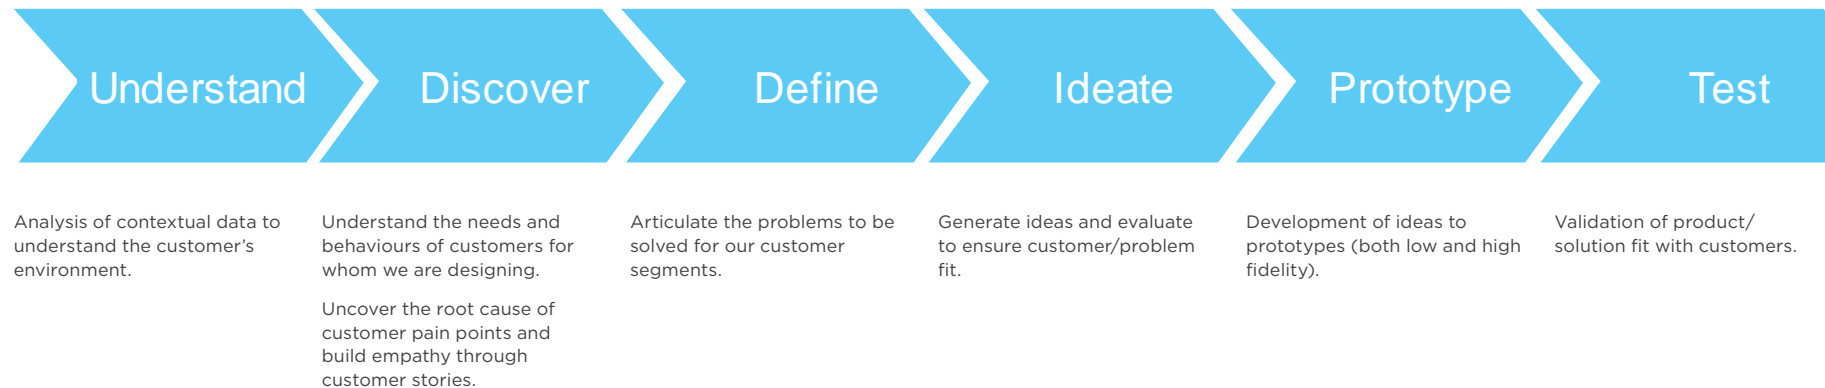 Understand
Discover
Define
Ideate
Prototype
Test
Analysis of contextual data to
understand the customer's
environment.
Understand the needs and
behaviours of customers for
whom we are designing.
Uncover the root cause of
customer pain points and
build empathy through
customer stories.
Articulate the problems to be
solved for our customer
segments.
Generate ideas and evaluate
to ensure customer/problem
fit.
Development of ideas to
prototypes (both low and high
fidelity).
Validation of product/
solution fit with customers.